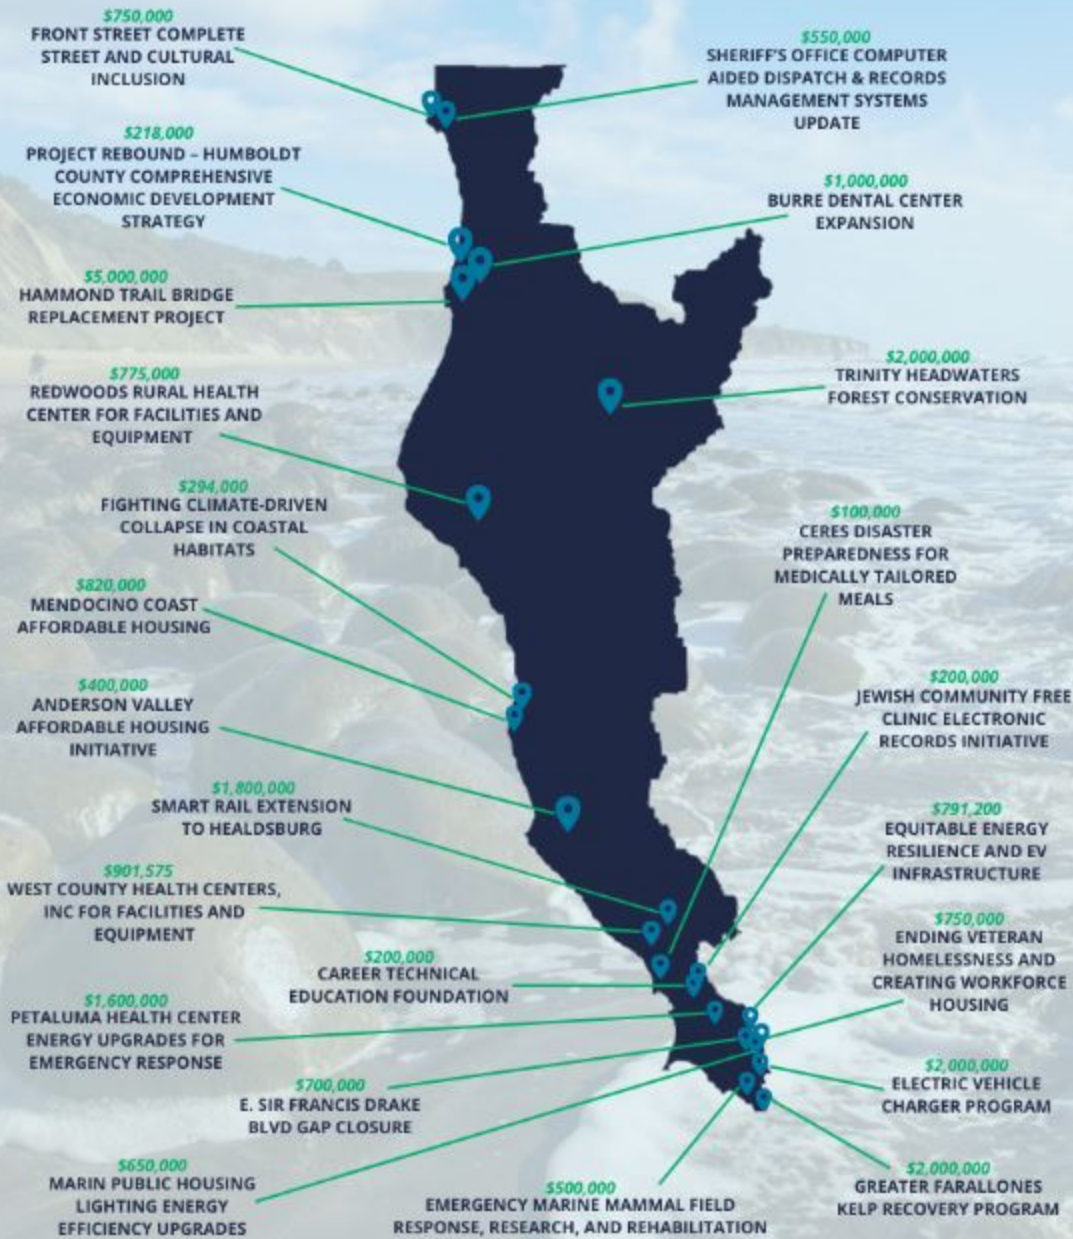 $750,000
FRONT STREET COMPLETE
STREET AND CULTURAL
INCLUSION
$550,000
SHERIFF'S OFFICE COMPUTER
AIDED DISPATCH & RECORDS
MANAGEMENT SYSTEMS
UPDATE
$218,000
PROJECT REBOUND – HUMBOLDT
COUNTY COMPREHENSIVE
ECONOMIC DEVELOPMENT
STRATEGY
$1,000,000
BURRE DENTAL CENTER
EXPANSION
$5,000,000
HAMMOND TRAIL BRIDGE
REPLACEMENT PROJECT
$2,000,000
TRINITY HEADWATERS
FOREST CONSERVATION
$775,000
REDWOODS RURAL HEALTH
CENTER FOR FACILITIES AND
EQUIPMENT
$294,000
FIGHTING CLIMATE-DRIVEN
COLLAPSE IN COASTAL
HABITATS
$100,000
CERES DISASTER
PREPAREDNESS FOR
MEDICALLY TAILORED
MEALS
$820,000
MENDOCINO COAST
AFFORDABLE HOUSING
$400,000
ANDERSON VALLEY
AFFORDABLE HOUSING
INITIATIVE
$200,000
JEWISH COMMUNITY FREE
CLINIC ELECTRONIC
RECORDS INITIATIVE
$1,800,000
SMART RAIL EXTENSION
TO HEALDSBURG
$791,200
EQUITABLE ENERGY
RESILIENCE AND EV
INFRASTRUCTURE
$901,575
WEST COUNTY HEALTH CENTERS,
INC FOR FACILITIES AND
EQUIPMENT
$750,000
ENDING VETERAN
HOMELESSNESS AND
CREATING WORKFORCE
HOUSING
$200,000
CAREER TECHNICAL
EDUCATION FOUNDATION
$1,600,000
PETALUMA HEALTH CENTER
ENERGY UPGRADES FOR
EMERGENCY RESPONSE
$700,000
E. SIR FRANCIS DRAKE
BLVD GAP CLOSURE
$2,000,000
ELECTRIC VEHICLE
CHARGER PROGRAM
$650,000
MARIN PUBLIC HOUSING
LIGHTING ENERGY
EFFICIENCY UPGRADES
$500,000
EMERGENCY MARINE MAMMAL FIELD
RESPONSE, RESEARCH, AND REHABILITATION
$2,000,000
GREATER FARALLONES
KELP RECOVERY PROGRAM